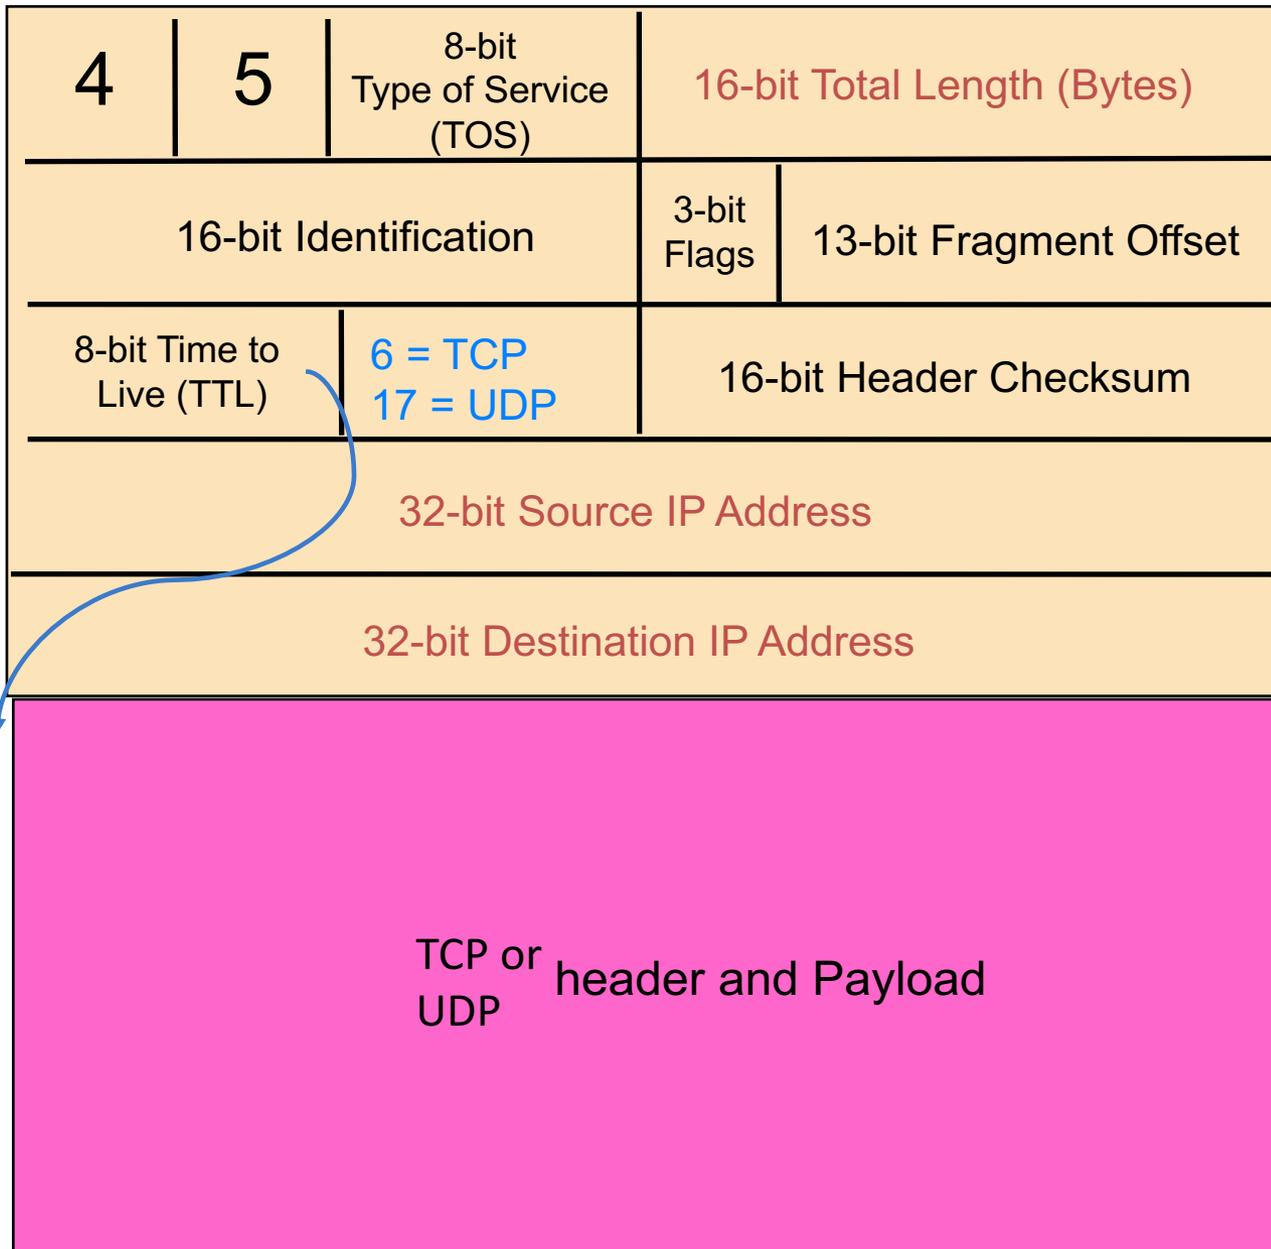 4
5
8-bit
Type of Service
(TOS)
16-bit Total Length (Bytes)
16-bit Identification
3-bit
Flags
13-bit Fragment Offset
8-bit Time to
Live (TTL)
6 = TCP
17 = UDP
16-bit Header Checksum
32-bit Source IP Address
32-bit Destination IP Address
TCP or
UDP
header and Payload